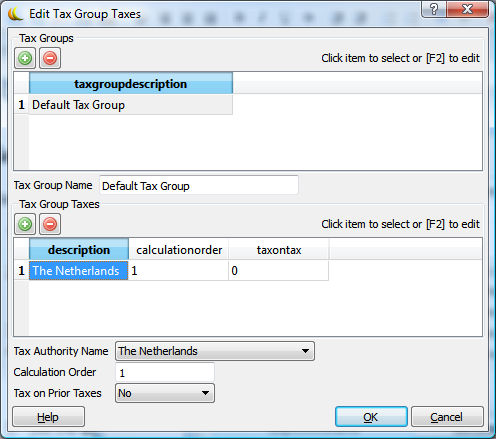 Edit Tax Group Taxes
Tax Groups
Click item to select or [F2] to edit
taxgroupdescription
1 Default Tax Group
Tax Group Name Default Tax Group
Tax Group Taxes
Click item to select or [F2] to edit
description calculationorder taxontax
1 The Netherlands 1 0
Tax Authority Name The Netherlands
Calculation Order 1
Tax on Prior Taxes No
Help OK Cancel